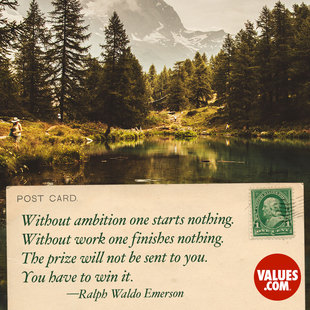 POST CARD.
Without ambition one starts nothing.
Without work one finishes nothing.
The prize will not be sent to you.
You have to win it.
—Ralph Waldo Emerson
VALUES
.COM